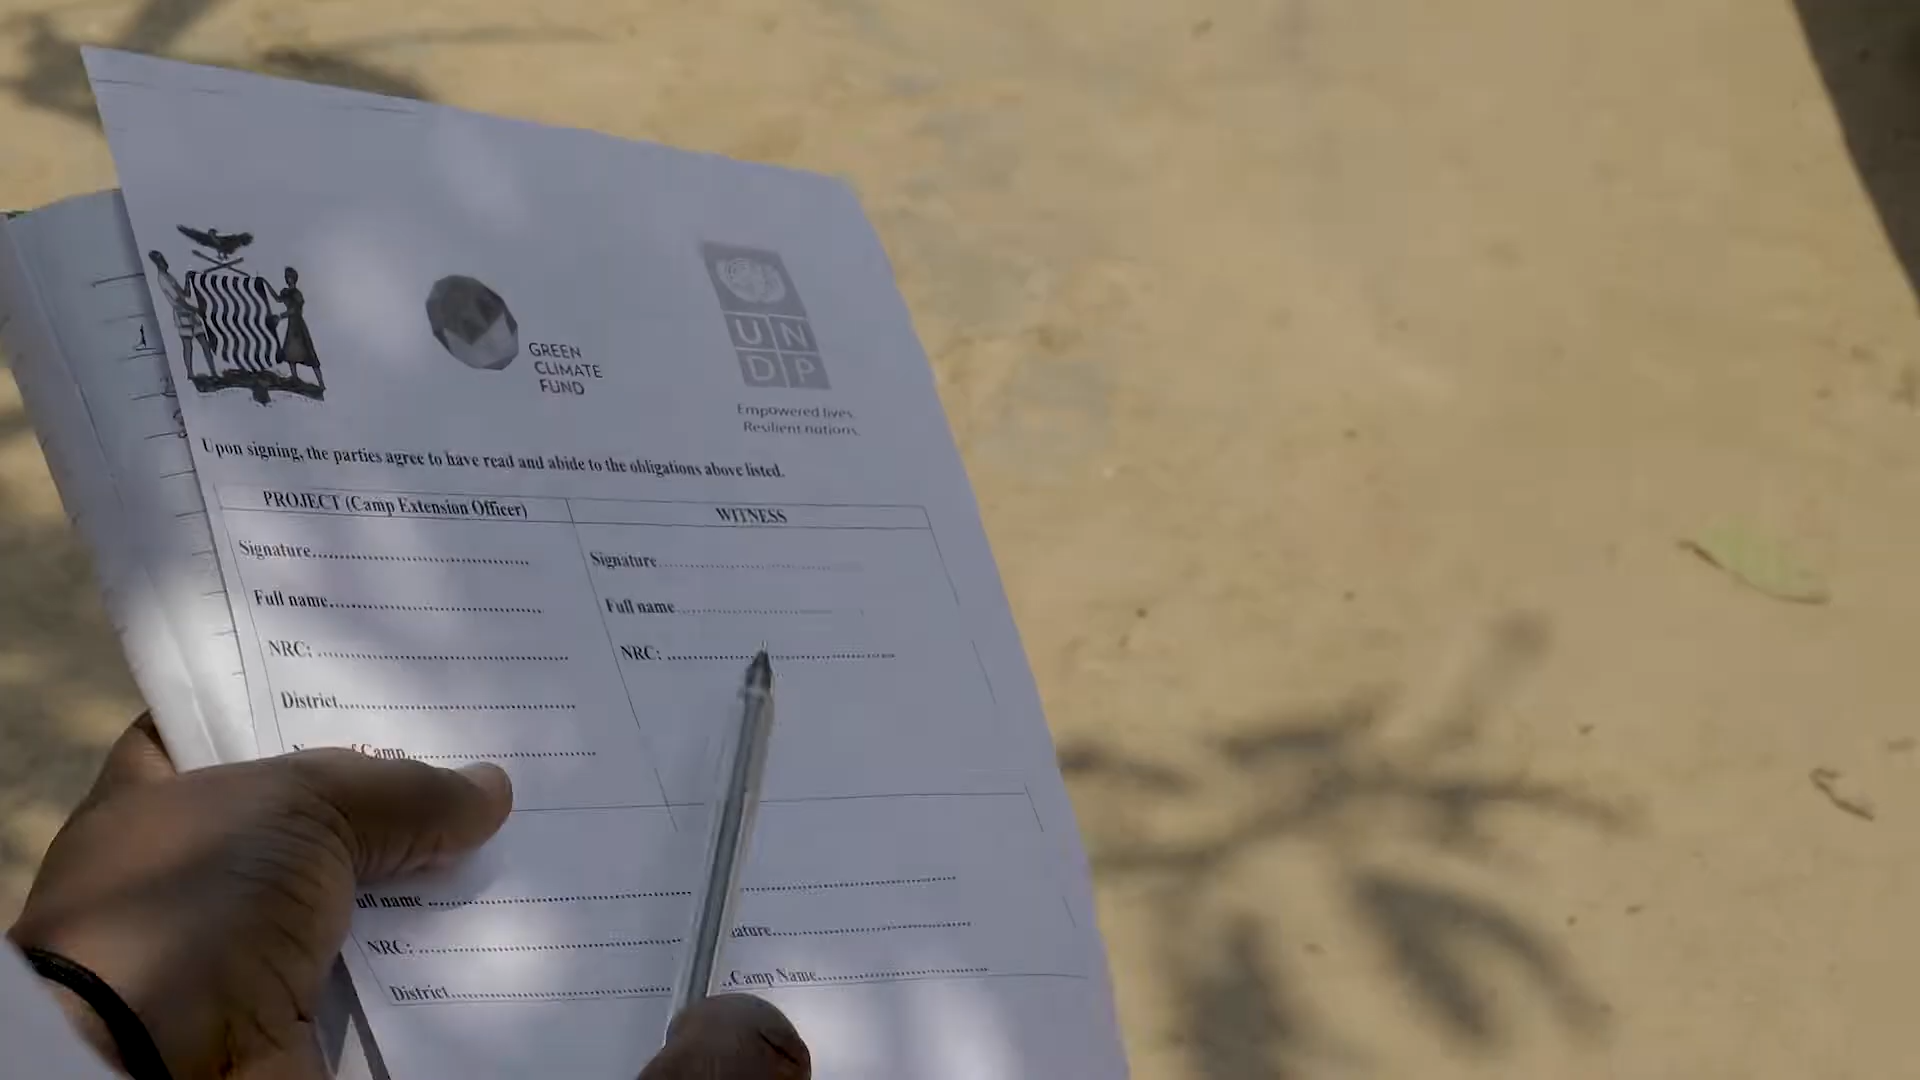 GREEN
CLIMATE
FUND
UN
DP
Empowered lives.
Resilient nations.
Upon signing, the parties agree to have read and abide to the obligations above listed.
PROJECT (Camp Extension Officer)
WITNESS
Signature..........
Signature..........
Full name..........
Full name..........
NRC: ..........
NRC: ..........
District..........
Camp..........
ull name ..........
NRC: ..........
ature..........
District..........
Camp Name..........